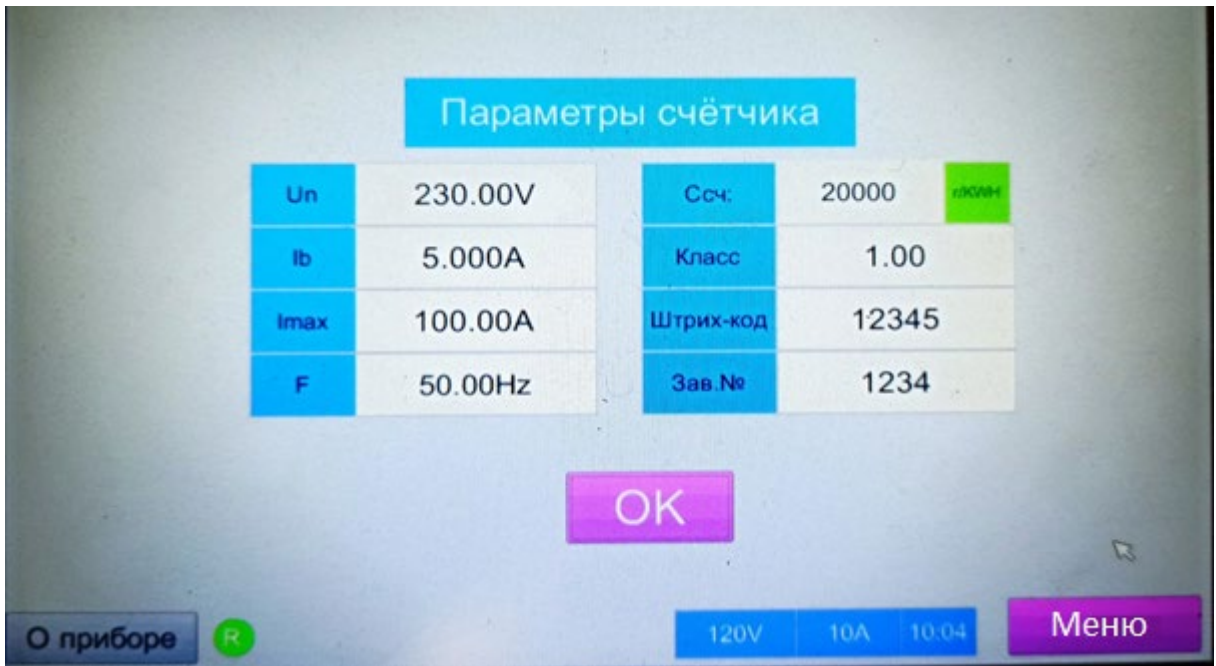 Параметры счётчика
Un 230.00V Ссч: 20000 r/KWH
Ib 5.000A Класс 1.00
Imax 100.00A Штрих-код 12345
F 50.00Hz Зав.№ 1234
OK
О приборе R 120V 10A 10:04 Меню